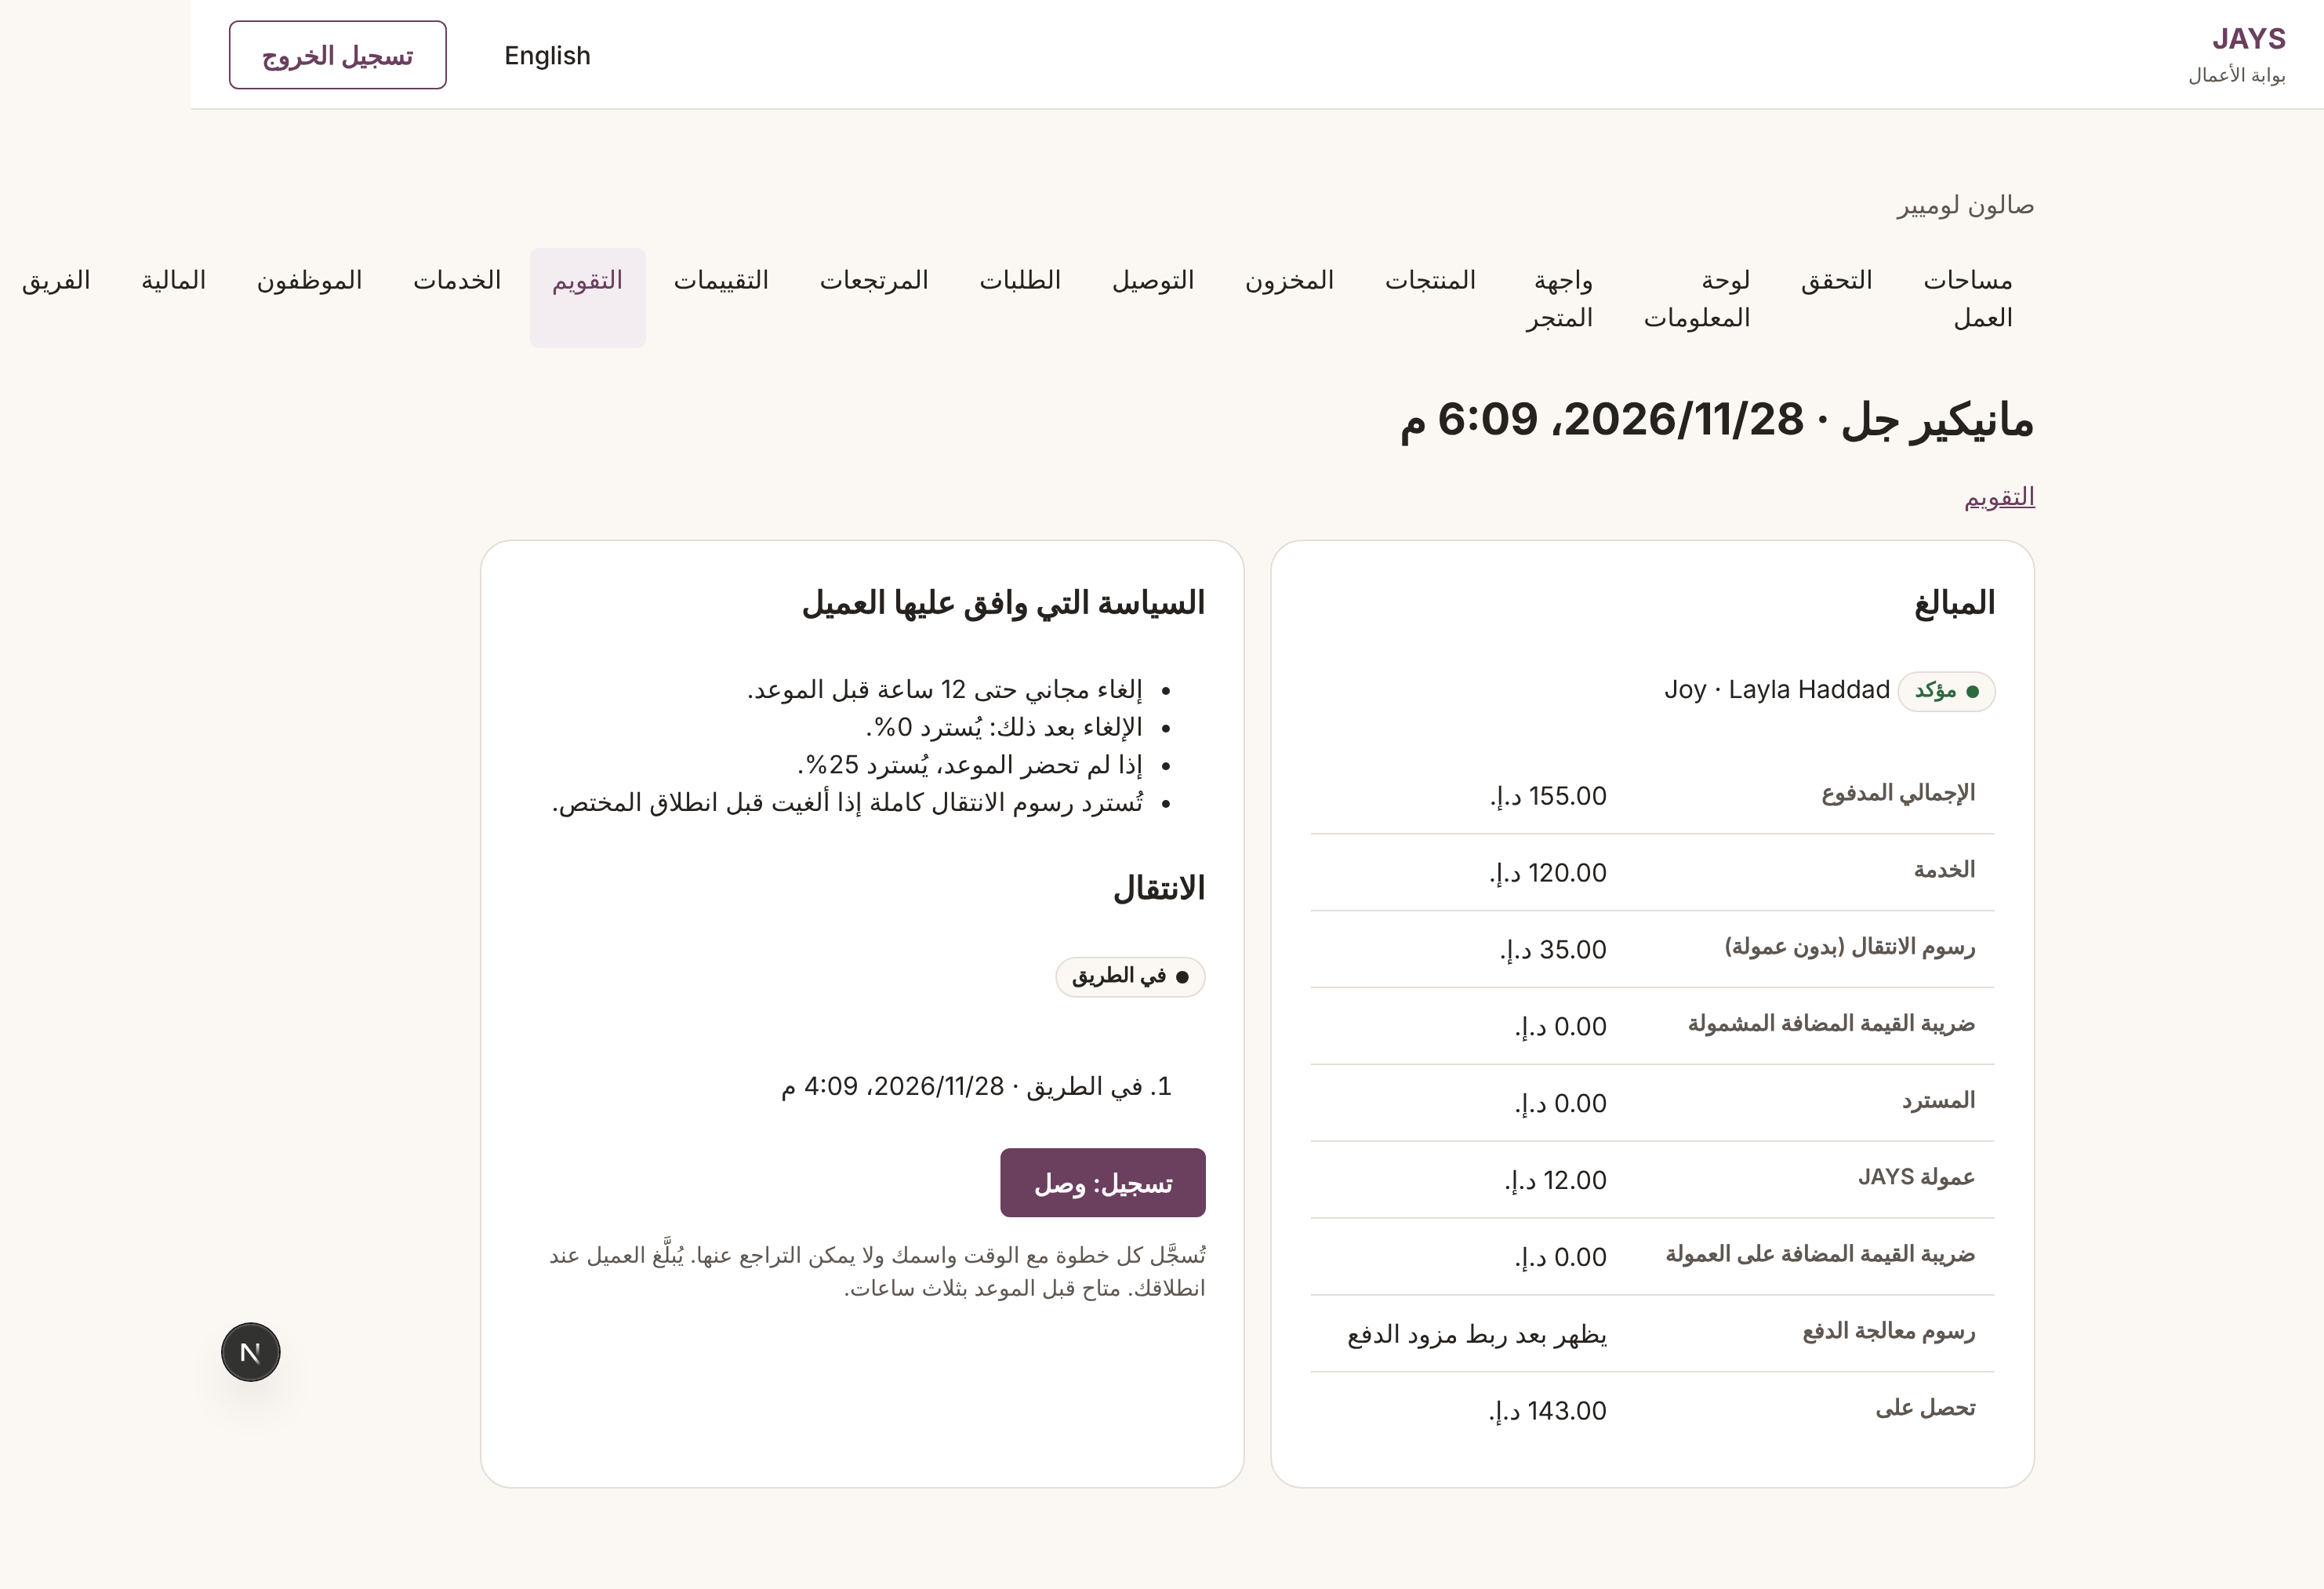 JAYS
بوابة الأعمال
English
تسجيل الخروج
صالون لوميير
مساحات العمل
التحقق
لوحة المعلومات
واجهة المتجر
المنتجات
المخزون
التوصيل
الطلبات
المرتجعات
التقييمات
التقويم
الخدمات
الموظفون
المالية
الفريق
مانيكير جل · 2026/11/28، 6:09 م
التقويم
المبالغ
مؤكد Joy · Layla Haddad
الإجمالي المدفوع 155.00 د.إ.
الخدمة 120.00 د.إ.
رسوم الانتقال (بدون عمولة) 35.00 د.إ.
ضريبة القيمة المضافة المشمولة 0.00 د.إ.
المسترد 0.00 د.إ.
عمولة JAYS 12.00 د.إ.
ضريبة القيمة المضافة على العمولة 0.00 د.إ.
رسوم معالجة الدفع يظهر بعد ربط مزود الدفع
تحصل على 143.00 د.إ.
السياسة التي وافق عليها العميل
• إلغاء مجاني حتى 12 ساعة قبل الموعد.
• الإلغاء بعد ذلك: يُسترد 0%.
• إذا لم تحضر الموعد، يُسترد 25%.
• تُسترد رسوم الانتقال كاملة إذا ألغيت قبل انطلاق المختص.
الانتقال
في الطريق
1. في الطريق · 2026/11/28، 4:09 م
تسجيل: وصل
تُسجَّل كل خطوة مع الوقت واسمك ولا يمكن التراجع عنها. يُبلَّغ العميل عند
انطلاقك. متاح قبل الموعد بثلاث ساعات.
N